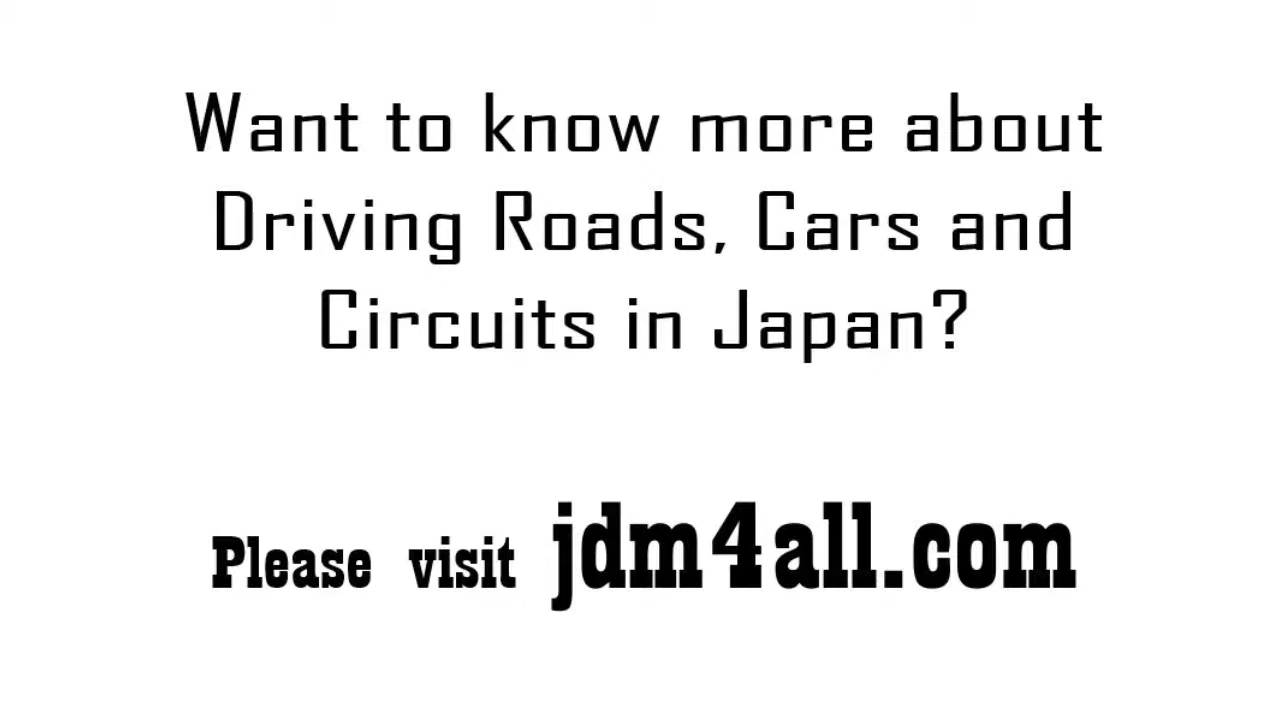 Want to know more about
Driving Roads, Cars and
Circuits in Japan?
Please visit jdm4all.com